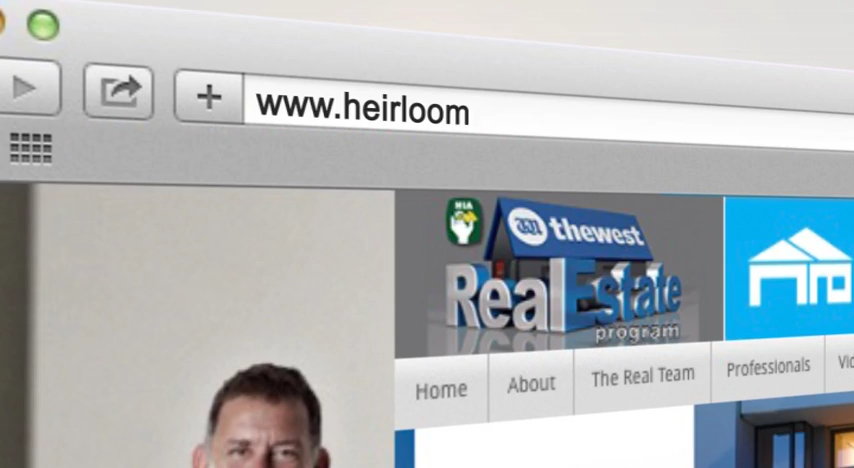 www.heirloom
HIA
thewest
Real Estate
program
Home About The Real Team Professionals